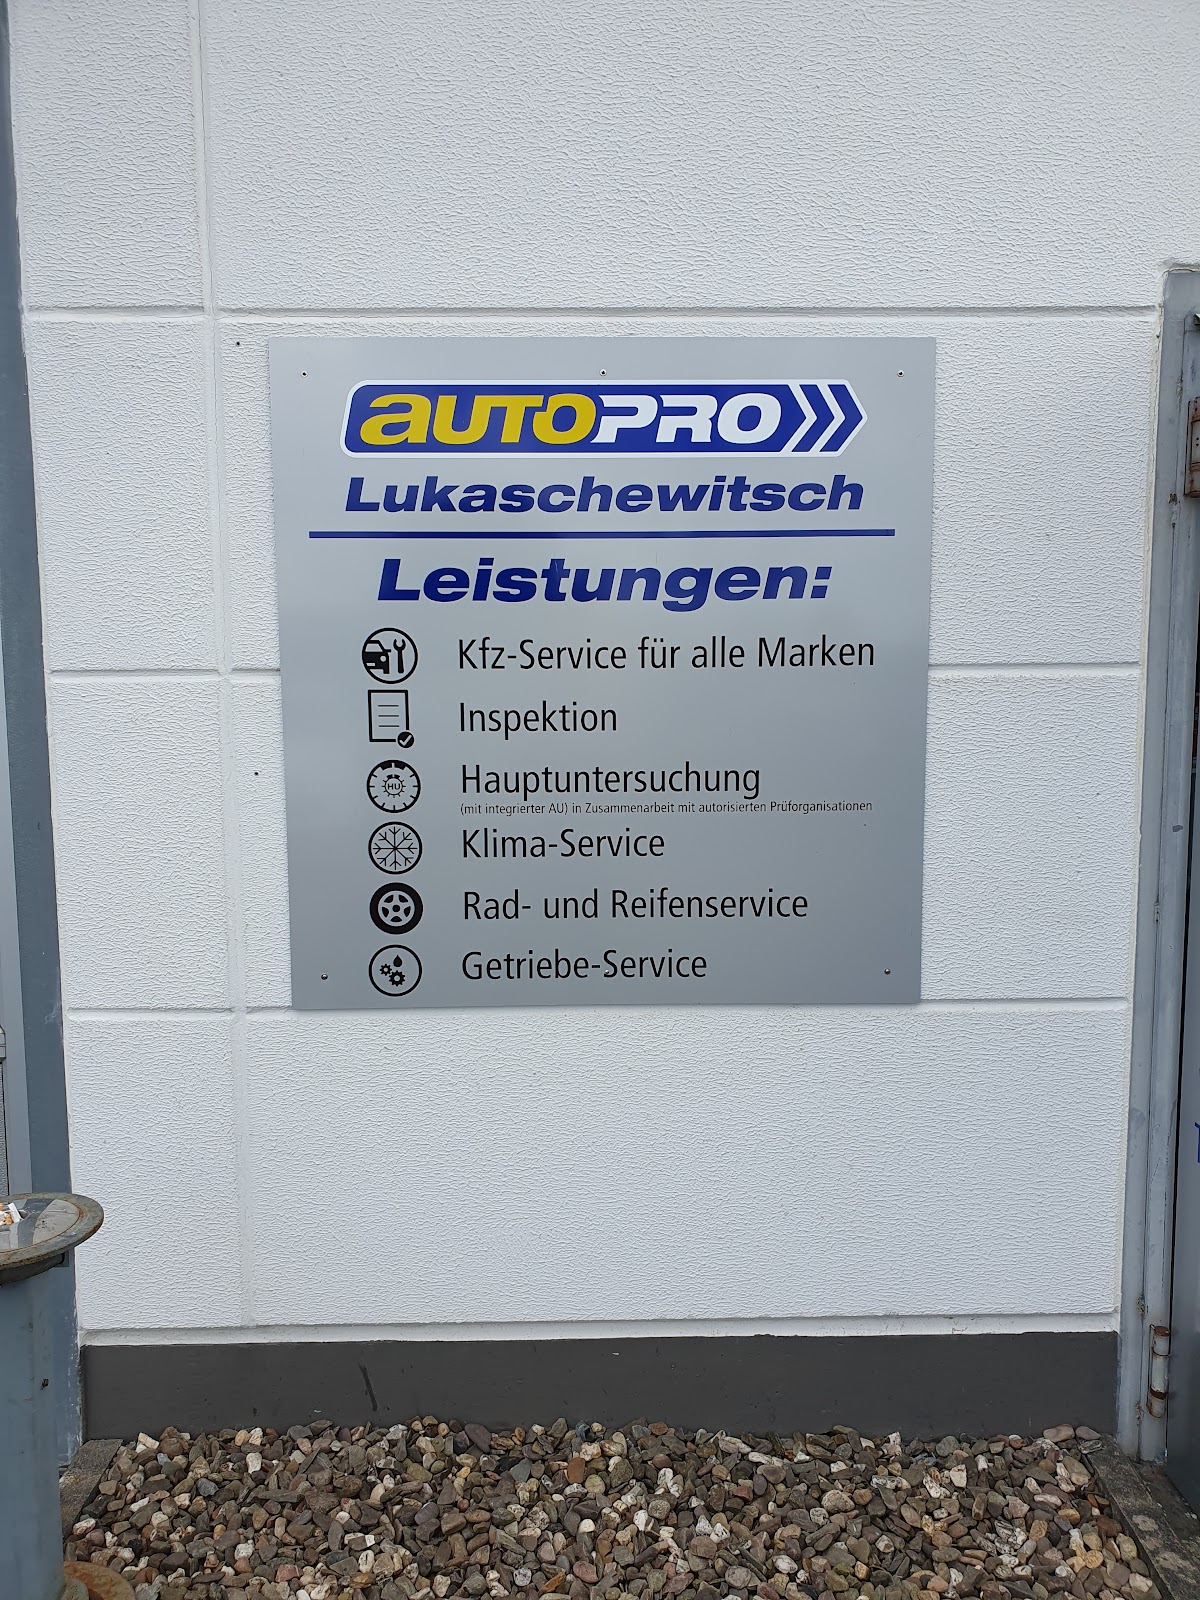 autopro
Lukaschewitsch
Leistungen:
Kfz-Service für alle Marken
Inspektion
HU
Hauptuntersuchung
(mit integrierter AU) in Zusammenarbeit mit autorisierten Prüforganisationen
Klima-Service
Rad- und Reifenservice
Getriebe-Service